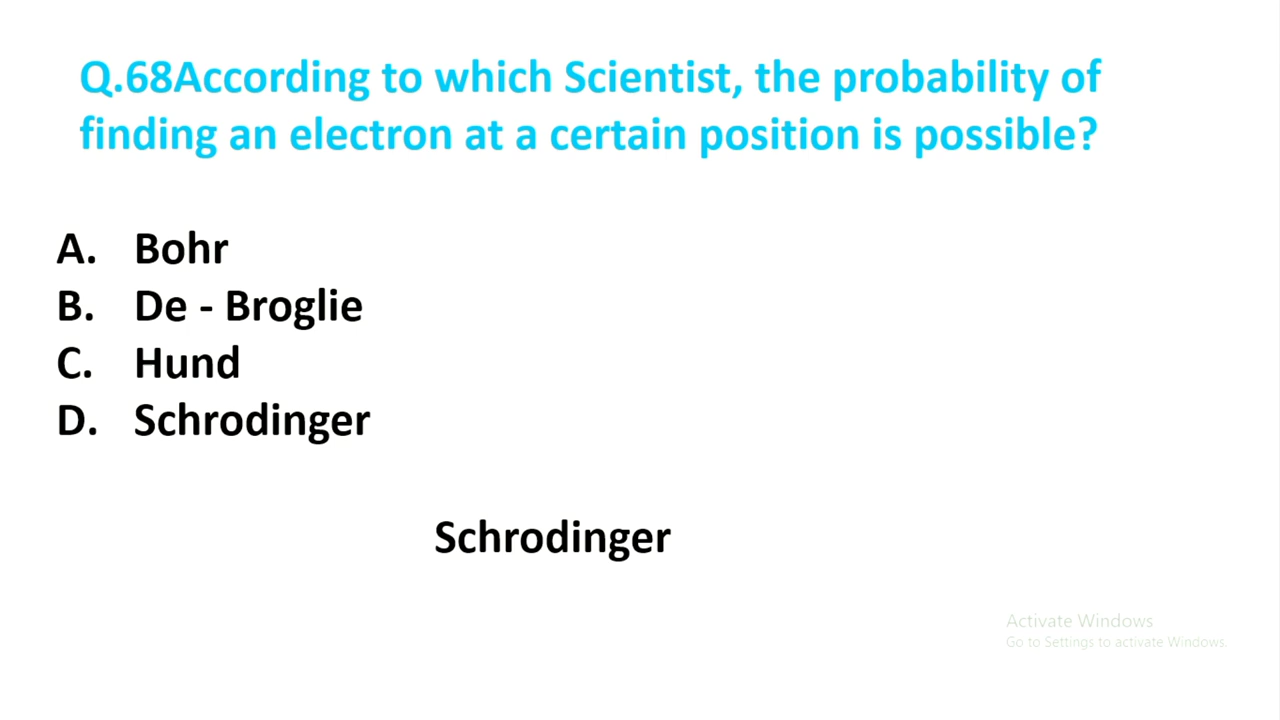 Q.68According to which Scientist, the probability of
finding an electron at a certain position is possible?
A. Bohr
B. De - Broglie
C. Hund
D. Schrodinger
Schrodinger
Activate Windows
Go to Settings to activate Windows.